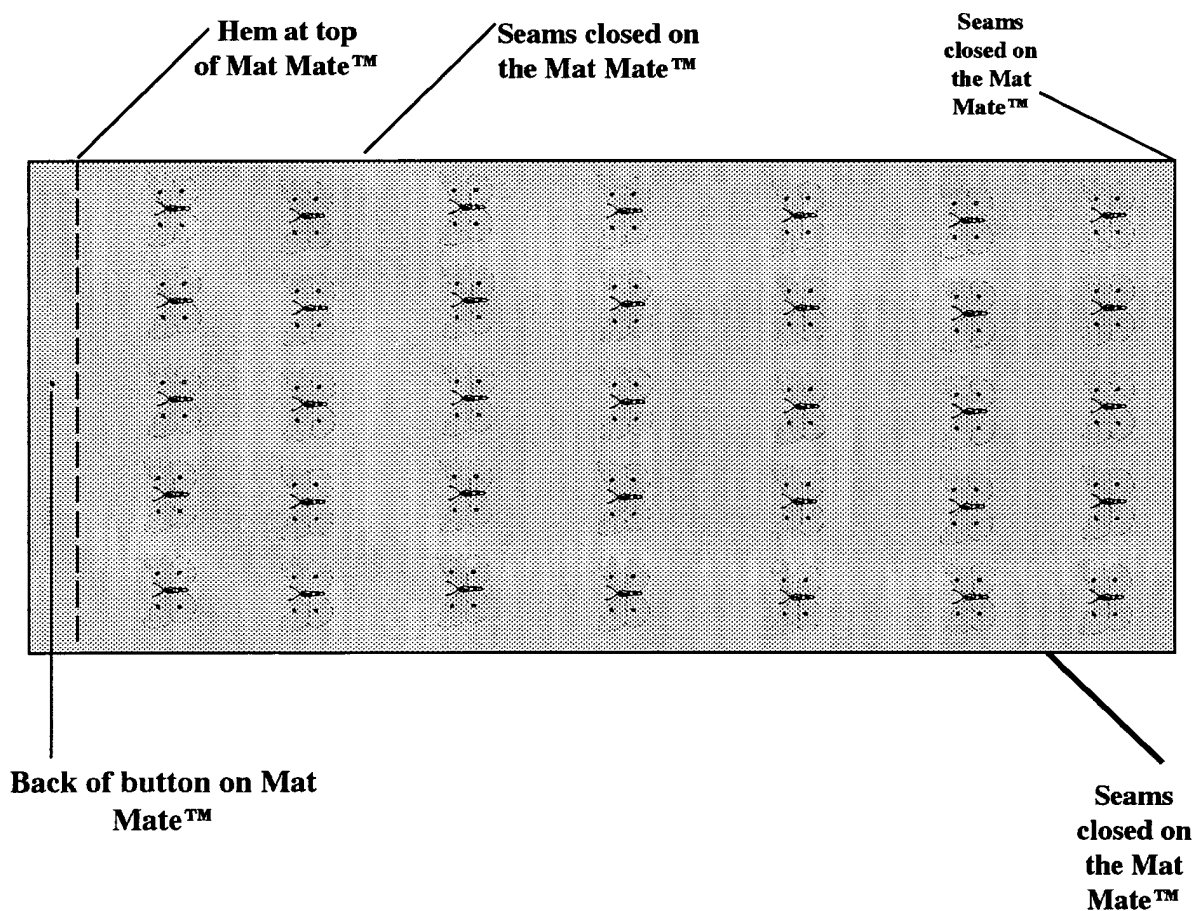 Hem at top
of Mat Mate™
Seams closed on
the Mat Mate™
Seams
closed on
the Mat
Mate™
Back of button on Mat
Mate™
Seams
closed on
the Mat
Mate™